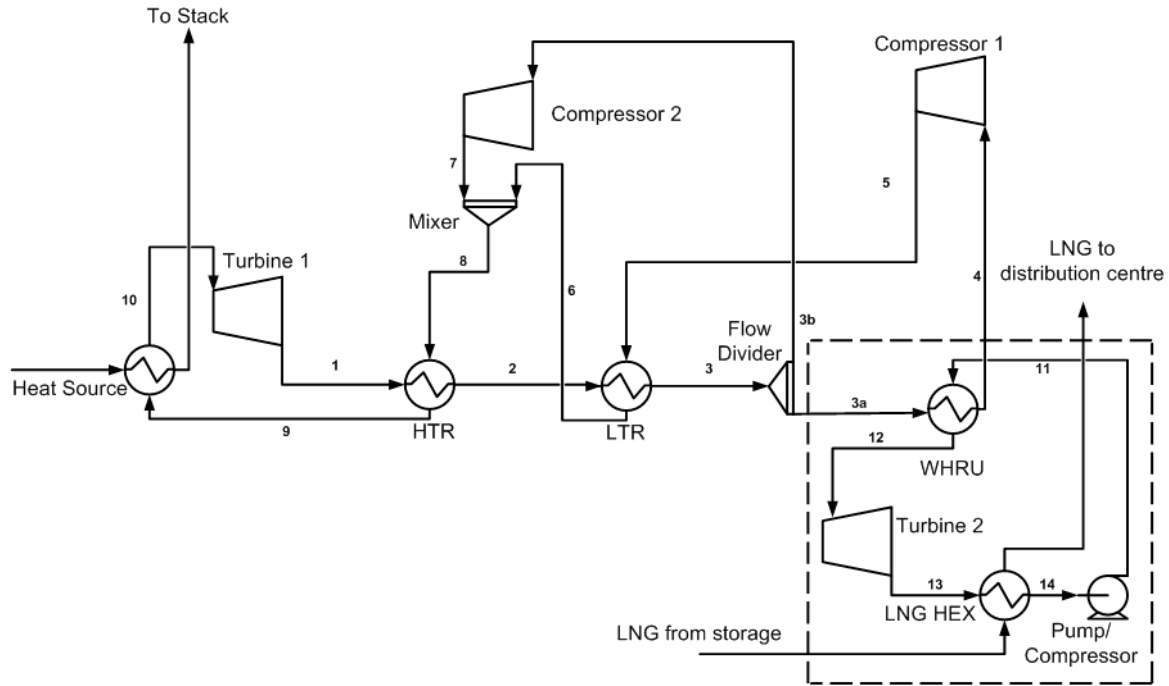 To Stack
Compressor 1
Compressor 2
7
5
Mixer
LNG to
distribution centre
Turbine 1
8
6
4
10
Flow
Divider
3b
11
1
2
3
3a
Heat Source
9
HTR
LTR
12
WHRU
Turbine 2
13
14
LNG HEX
Pump/
Compressor
LNG from storage